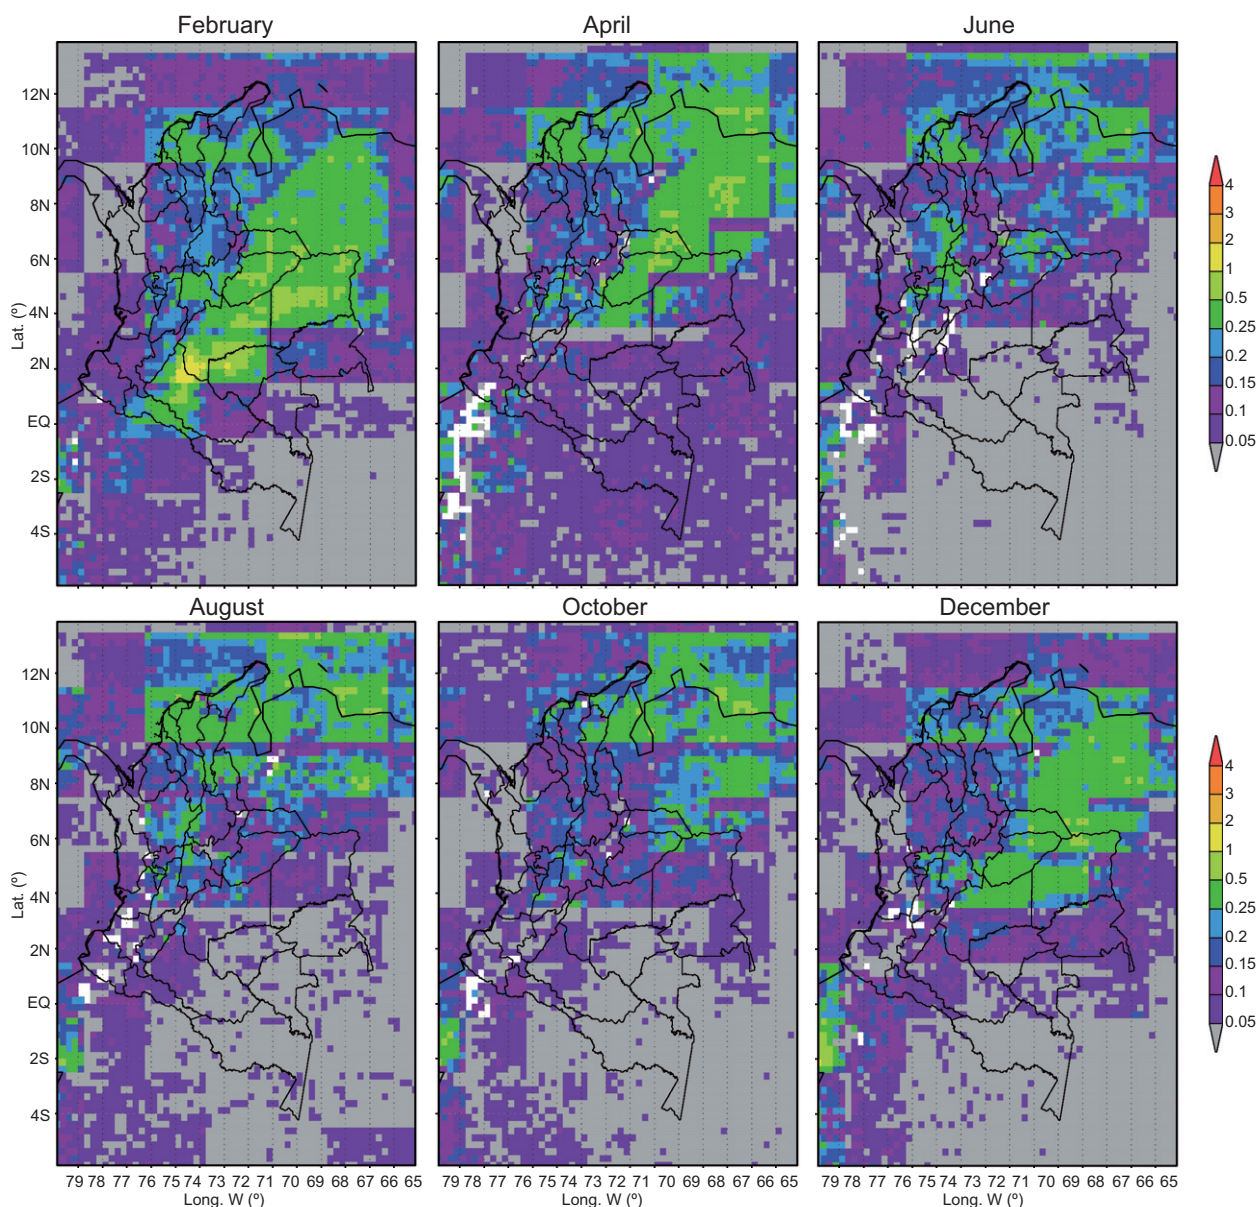 February April June
12N
10N
8N
6N
4N
2N
EQ
2S
4S
Lat. (º)
4
3
2
1
0.5
0.25
0.2
0.15
0.1
0.05
August October December
12N
10N
8N
6N
4N
2N
EQ
2S
4S
Lat. (º)
4
3
2
1
0.5
0.25
0.2
0.15
0.1
0.05
79 78 77 76 75 74 73 72 71 70 69 68 67 66 65 79 78 77 76 75 74 73 72 71 70 69 68 67 66 65 79 78 77 76 75 74 73 72 71 70 69 68 67 66 65
Long. W (º) Long. W (º) Long. W (º)